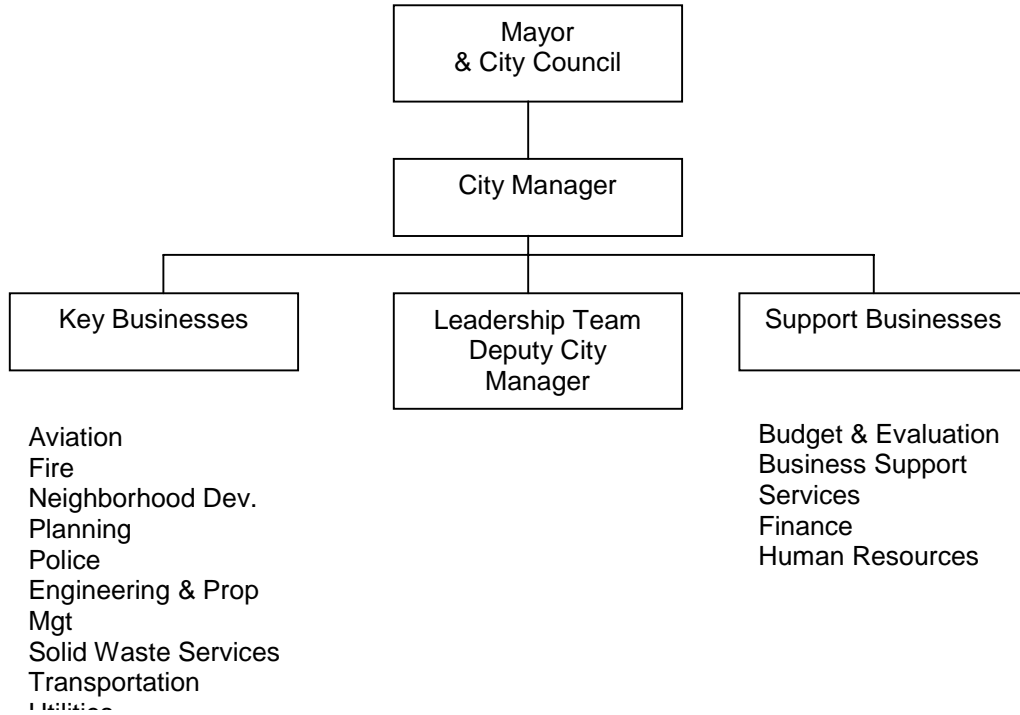 Mayor
& City Council
City Manager
Key Businesses
Leadership Team
Deputy City
Manager
Support Businesses
Aviation
Fire
Neighborhood Dev.
Planning
Police
Engineering & Prop
Mgt
Solid Waste Services
Transportation
Utilities
Budget & Evaluation
Business Support
Services
Finance
Human Resources